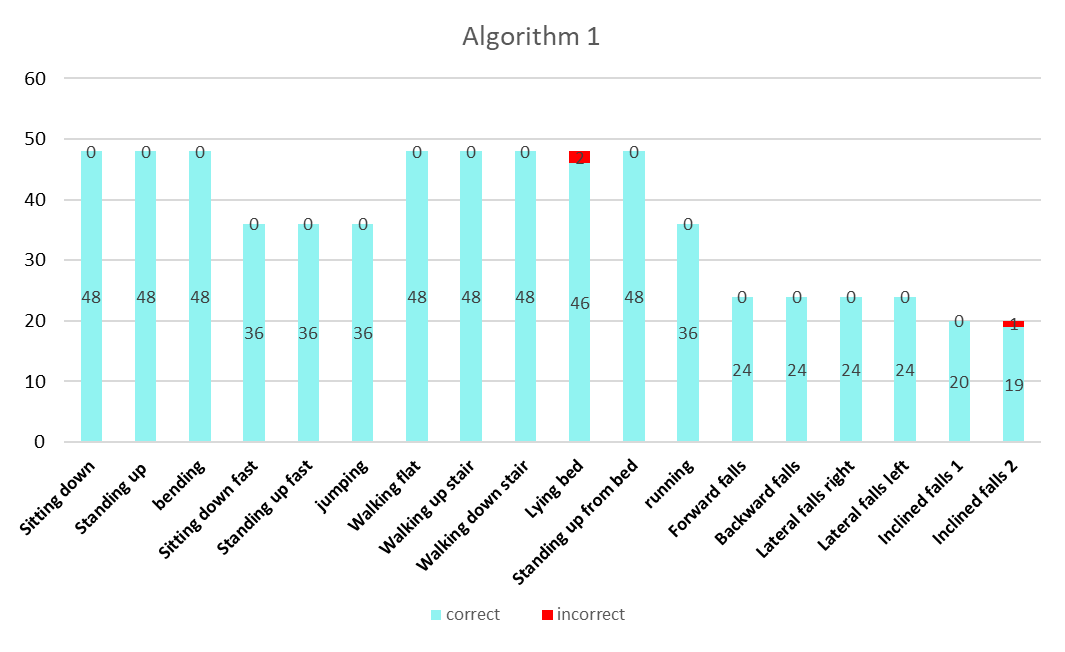 Algorithm 1
60
50
40
30
20
10
0
0 0 0 0 0 0 0 0 0 2 0 0 0 0 0 0 0 1
48 48 48 36 36 36 48 48 48 46 48 36 24 24 24 24 20 19
Sitting down
Standing up
bending
Sitting down fast
Standing up fast
jumping
Walking flat
Walking up stair
Walking down stair
Lying bed
Standing up from bed
running
Forward falls
Backward falls
Lateral falls right
Lateral falls left
Inclined falls 1
Inclined falls 2
correct incorrect